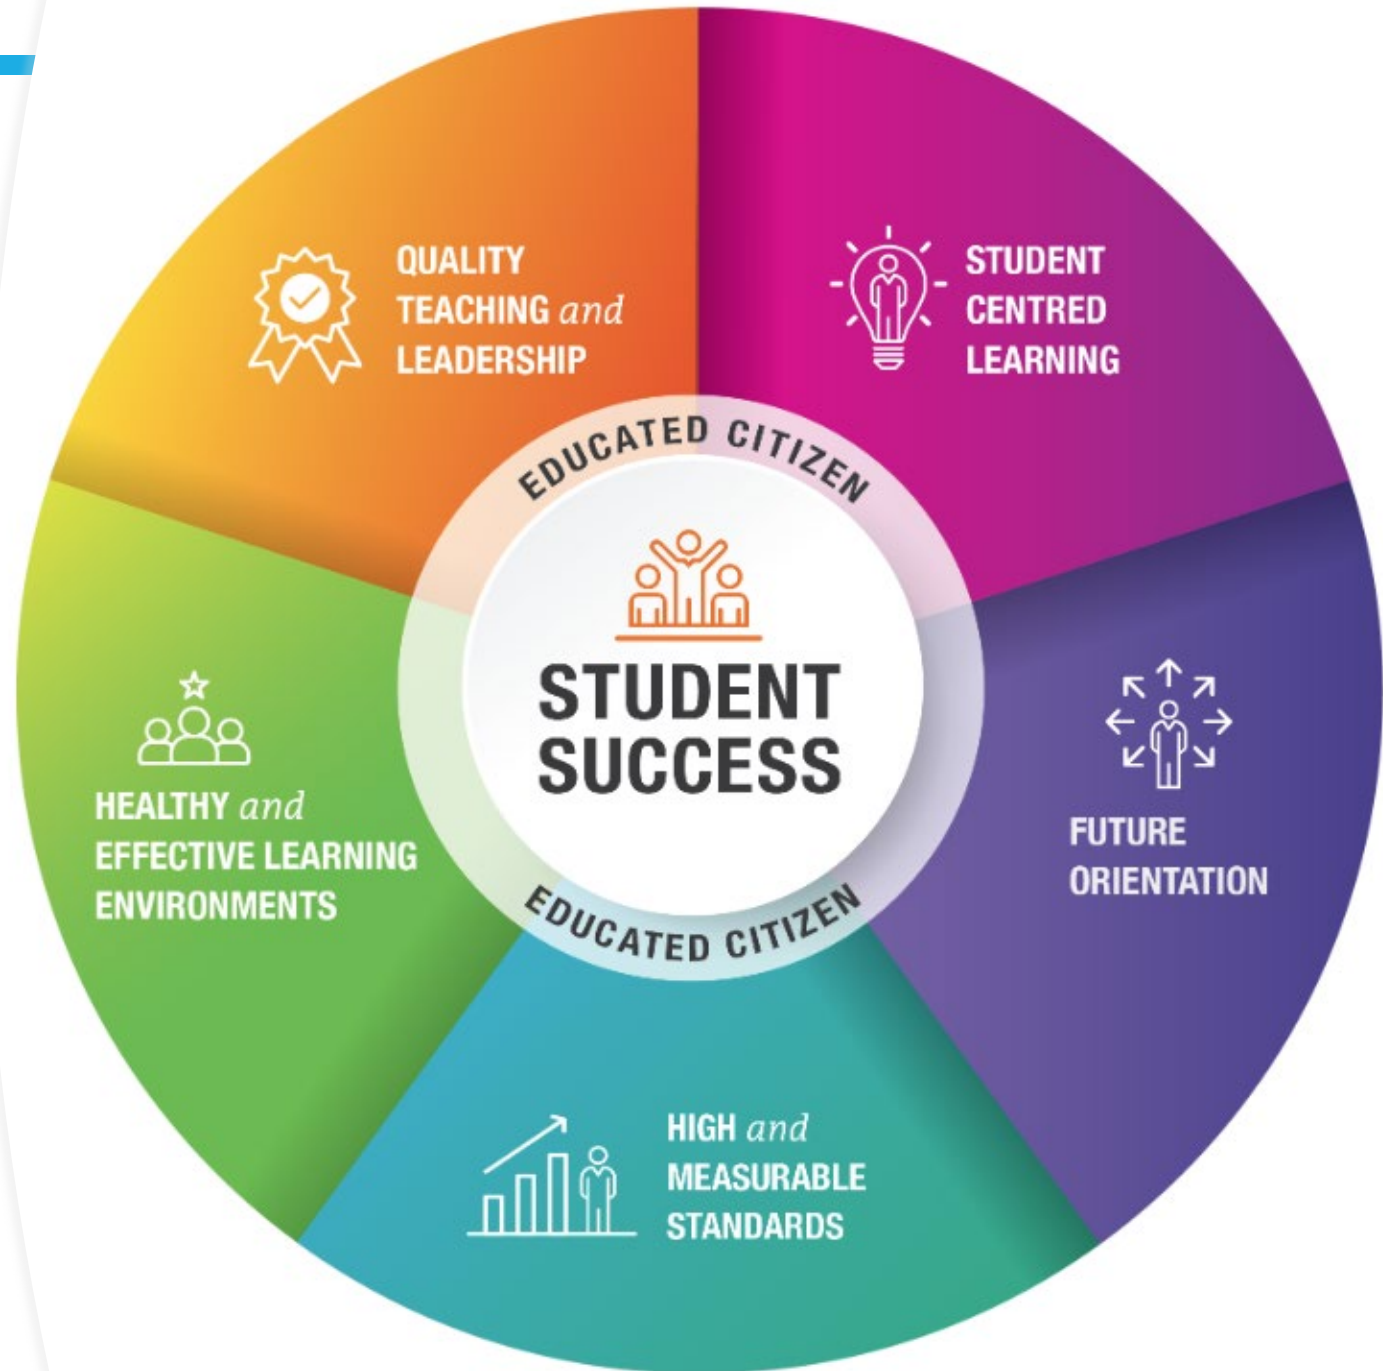 QUALITY
TEACHING and
LEADERSHIP
STUDENT
CENTRED
LEARNING
EDUCATED CITIZEN
STUDENT
SUCCESS
HEALTHY and
EFFECTIVE LEARNING
ENVIRONMENTS
FUTURE
ORIENTATION
EDUCATED CITIZEN
HIGH and
MEASURABLE
STANDARDS